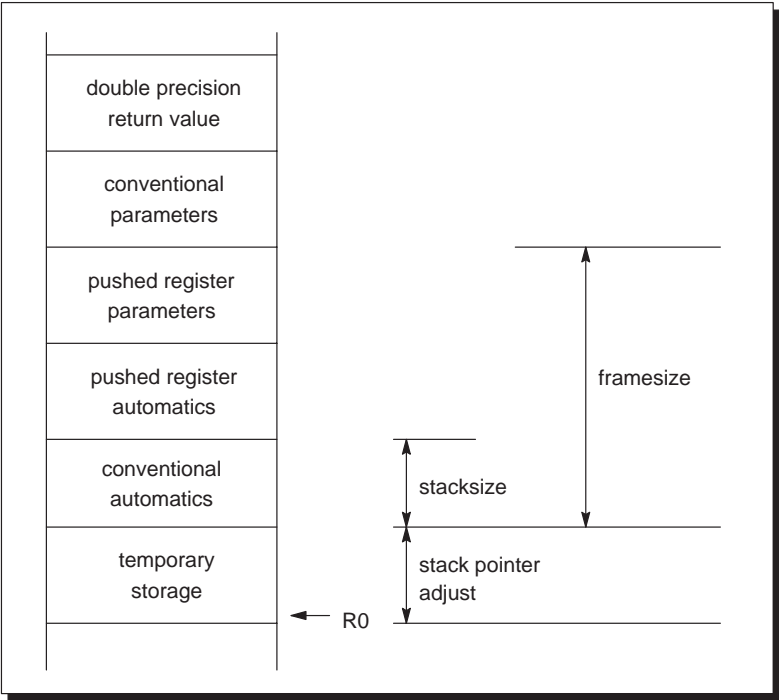 double precision
return value
conventional
parameters
pushed register
parameters
pushed register
automatics
framesize
conventional
automatics
stacksize
temporary
storage
stack pointer
adjust
R0